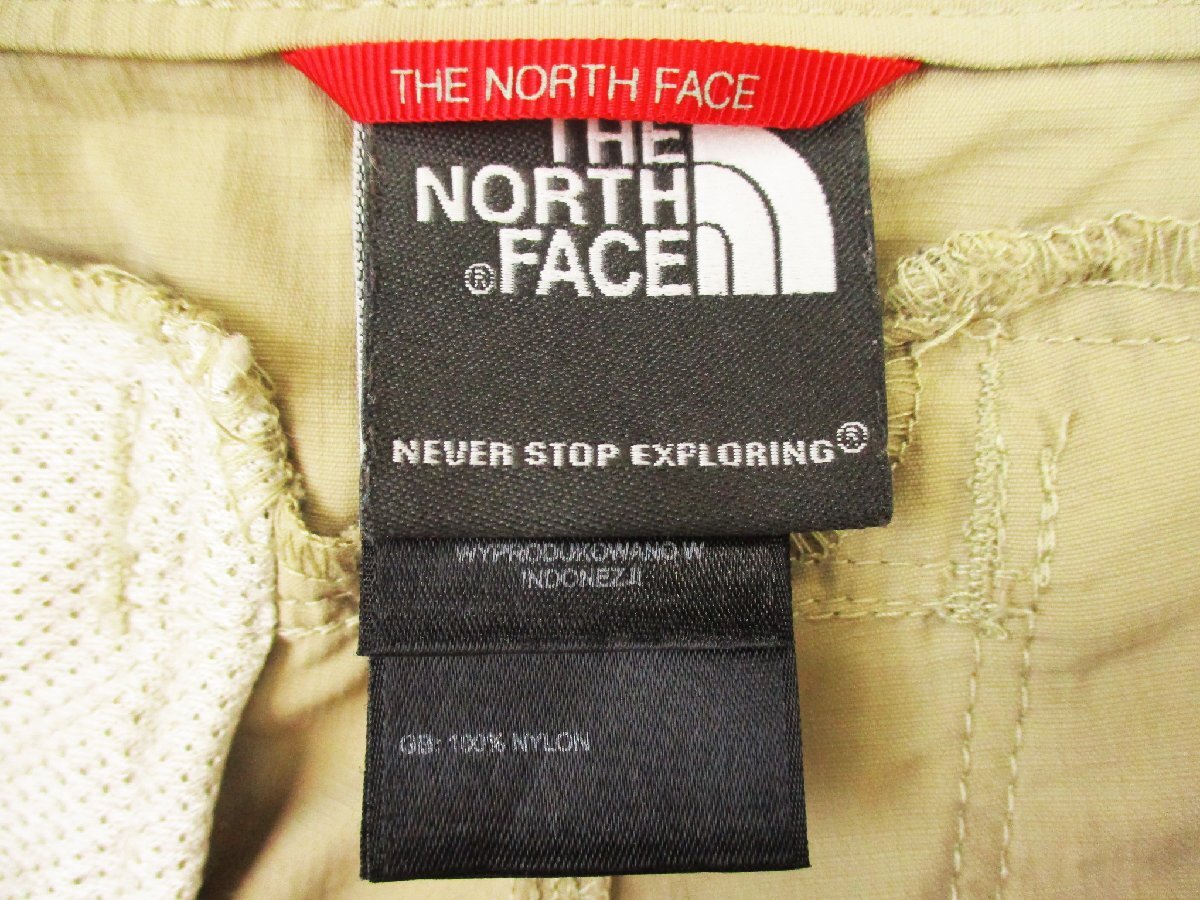 THE NORTH FACE
THE
NORTH
®FACE
NEVER STOP EXPLORING®
WYPRODUKOWANO W
INDONEZJI
GB: 100% NYLON